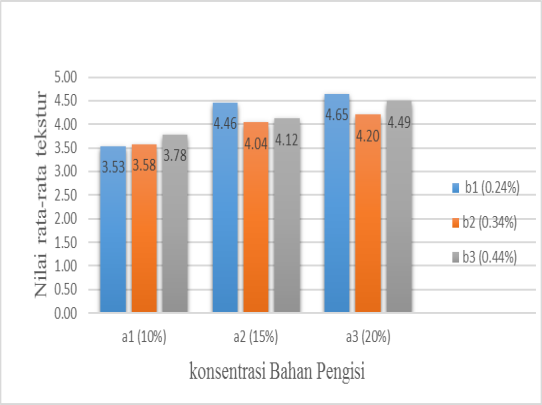 Nilai rata-rata tekstur
5.00
4.50
4.00
3.50
3.00
2.50
2.00
1.50
1.00
0.50
0.00
3.53 3.58 3.78
4.46 4.04 4.12
4.65 4.20 4.49
a1 (10%) a2 (15%) a3 (20%)
konsentrasi Bahan Pengisi
b1 (0.24%)
b2 (0.34%)
b3 (0.44%)